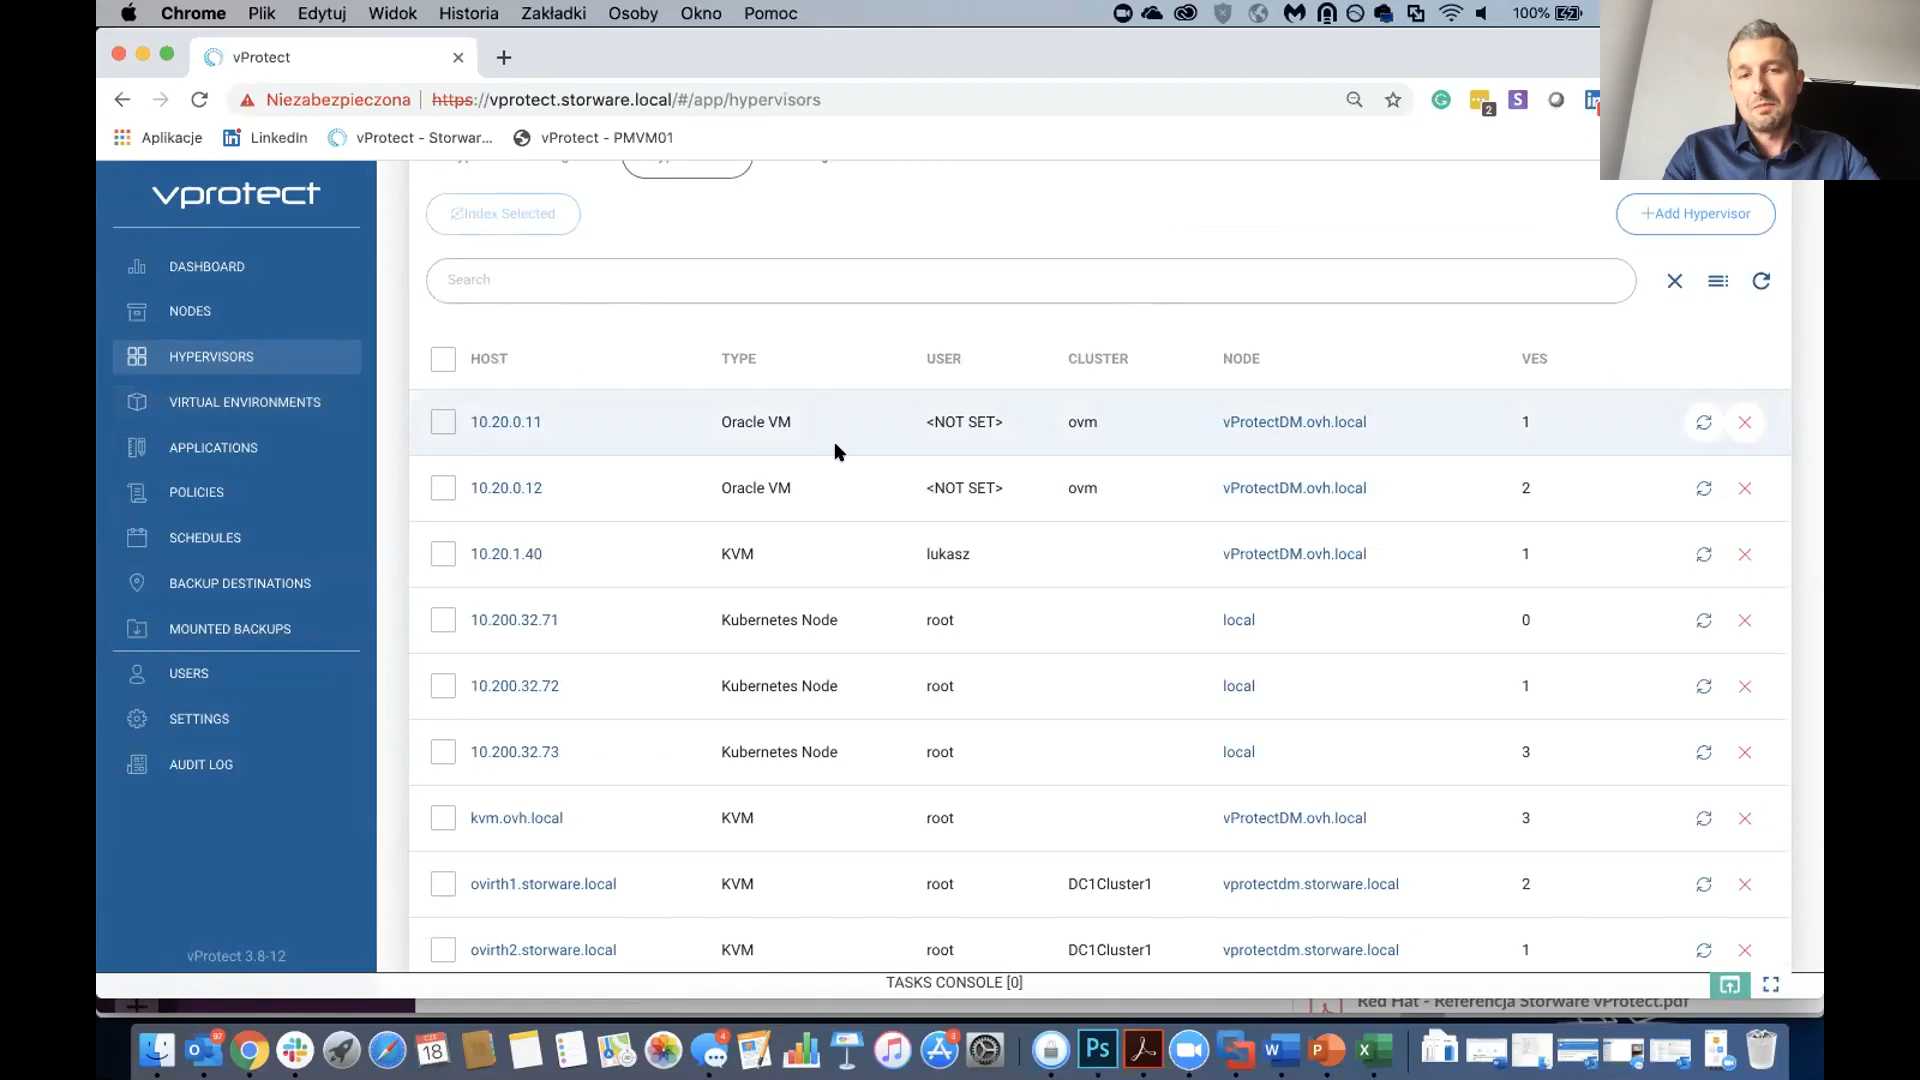 Chrome Plik Edytuj Widok Historia Zakładki Osoby Okno Pomoc 100%
vProtect
Niezabezpieczona https://vprotect.storware.local/#/app/hypervisors 2
Aplikacje LinkedIn vProtect - Storwar... vProtect - PMVM01
vprotect
DASHBOARD
NODES
HYPERVISORS
VIRTUAL ENVIRONMENTS
APPLICATIONS
POLICIES
SCHEDULES
BACKUP DESTINATIONS
MOUNTED BACKUPS
USERS
SETTINGS
AUDIT LOG
vProtect 3.8-12
Index Selected
+Add Hypervisor
Search
HOST TYPE USER CLUSTER NODE VES
10.20.0.11 Oracle VM <NOT SET> ovm vProtectDM.ovh.local 1
10.20.0.12 Oracle VM <NOT SET> ovm vProtectDM.ovh.local 2
10.20.1.40 KVM lukasz vProtectDM.ovh.local 1
10.200.32.71 Kubernetes Node root local 0
10.200.32.72 Kubernetes Node root local 1
10.200.32.73 Kubernetes Node root local 3
kvm.ovh.local KVM root vProtectDM.ovh.local 3
ovirth1.storware.local KVM root DC1Cluster1 vprotectdm.storware.local 2
ovirth2.storware.local KVM root DC1Cluster1 vprotectdm.storware.local 1
TASKS CONSOLE [0]
Red Hat - Referencja Storware vProtect.pdf
97 CZE 18 4 3 Ps W P X